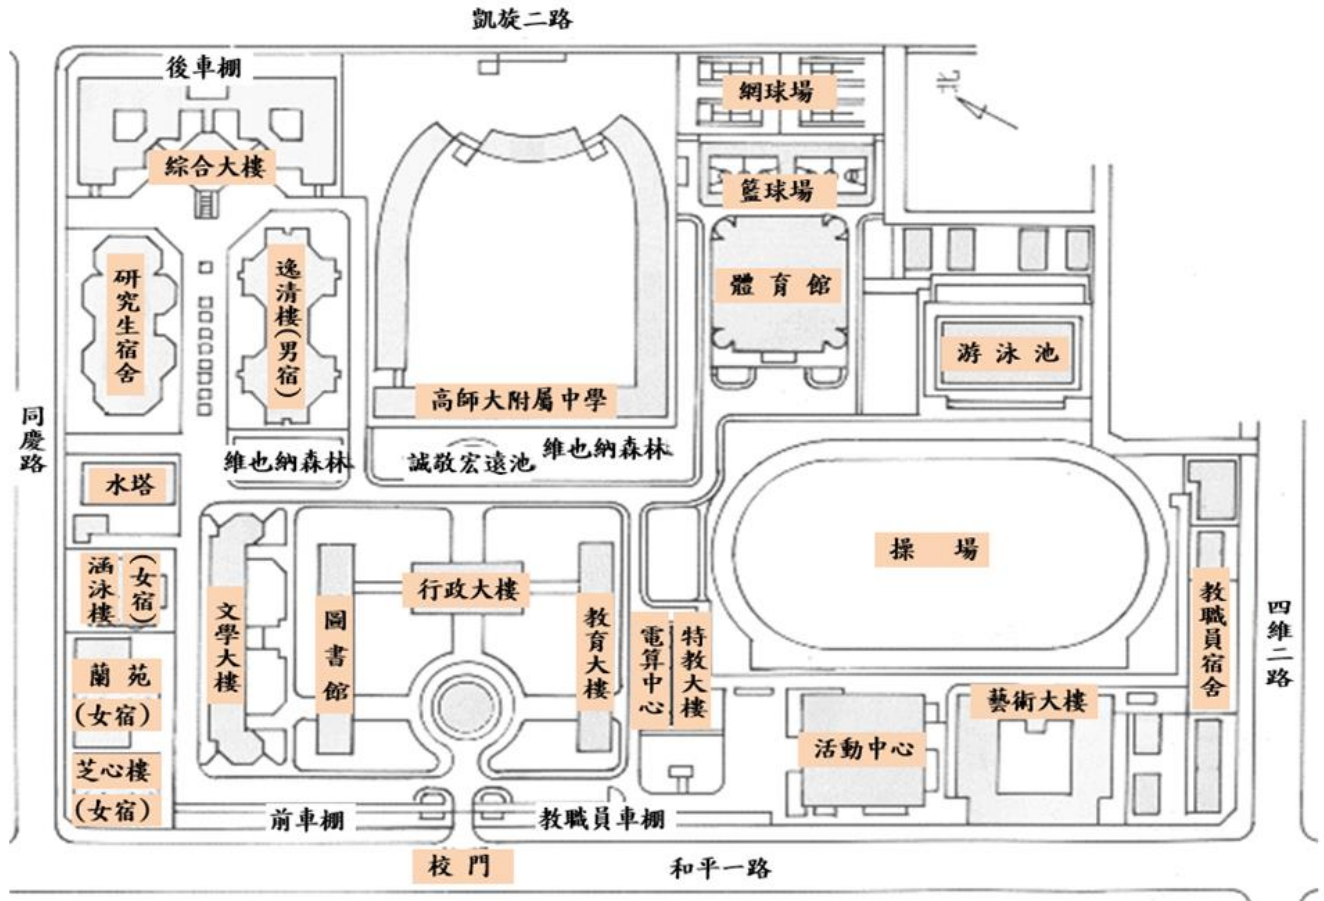 凱旋二路
後車棚
網球場
北
綜合大樓
籃球場
研究生宿舍
逸清樓(男宿)
體育館
游泳池
高師大附屬中學
同慶路
維也納森林
誠敬宏遠池
維也納森林
水塔
操場
涵泳樓
(女宿)
文學大樓
圖書館
行政大樓
教育大樓
電算中心
特教大樓
教職員宿舍
四維二路
蘭苑
(女宿)
藝術大樓
活動中心
芝心樓
(女宿)
前車棚
教職員車棚
校門
和平一路